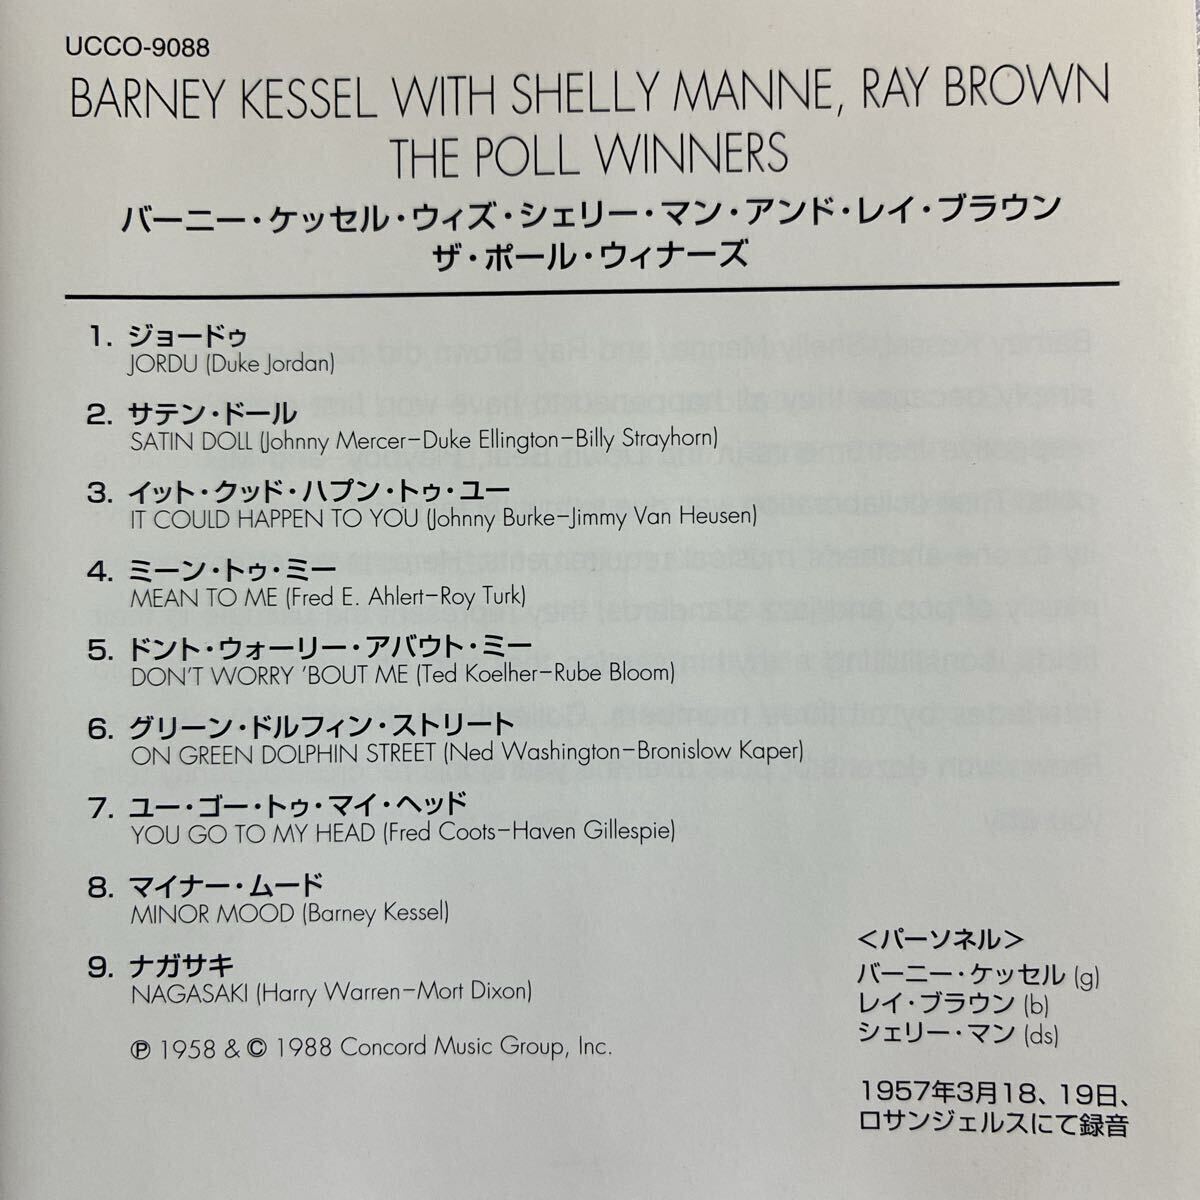 UCCO-9088
BARNEY KESSEL WITH SHELLY MANNE, RAY BROWN
THE POLL WINNERS
バーニー・ケッセル・ウィズ・シェリー・マン・アンド・レイ・ブラウン
ザ・ポール・ウィナーズ
1. ジョードゥ
JORDU (Duke Jordan)
2. サテン・ドール
SATIN DOLL (Johnny Mercer–Duke Ellington–Billy Strayhorn)
3. イット・クッド・ハプン・トゥ・ユー
IT COULD HAPPEN TO YOU (Johnny Burke–Jimmy Van Heusen)
4. ミーン・トゥ・ミー
MEAN TO ME (Fred E. Ahlert–Roy Turk)
5. ドント・ウォーリー・アバウト・ミー
DON'T WORRY 'BOUT ME (Ted Koelher–Rube Bloom)
6. グリーン・ドルフィン・ストリート
ON GREEN DOLPHIN STREET (Ned Washington–Bronislow Kaper)
7. ユー・ゴー・トゥ・マイ・ヘッド
YOU GO TO MY HEAD (Fred Coots–Haven Gillespie)
8. マイナー・ムード
MINOR MOOD (Barney Kessel)
9. ナガサキ
NAGASAKI (Harry Warren–Mort Dixon)
℗ 1958 & © 1988 Concord Music Group, Inc.
＜パーソネル＞
バーニー・ケッセル (g)
レイ・ブラウン (b)
シェリー・マン (ds)
1957年3月18、19日、
ロサンジェルスにて録音